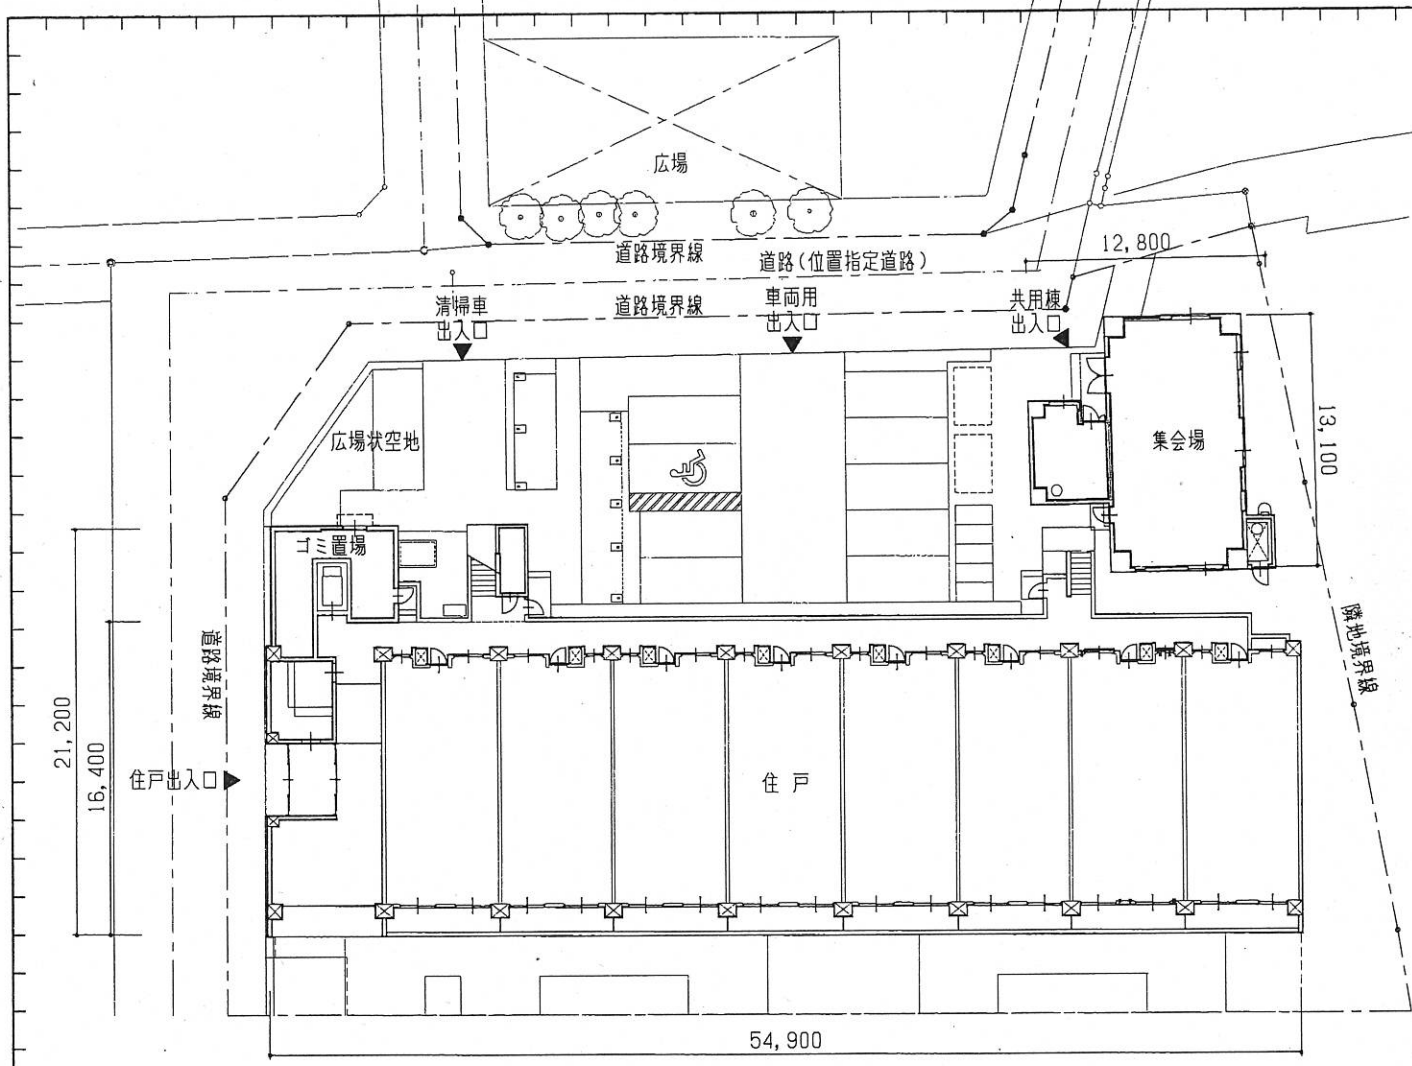 広場
道路境界線
道路(位置指定道路)
12,800
清掃車
出入口
道路境界線
車両用
出入口
共用棟
出入口
広場状空地
集会場
13,100
ゴミ置場
道路境界線
隣地境界線
21,200
16,400
住戸出入口
住戸
54,900